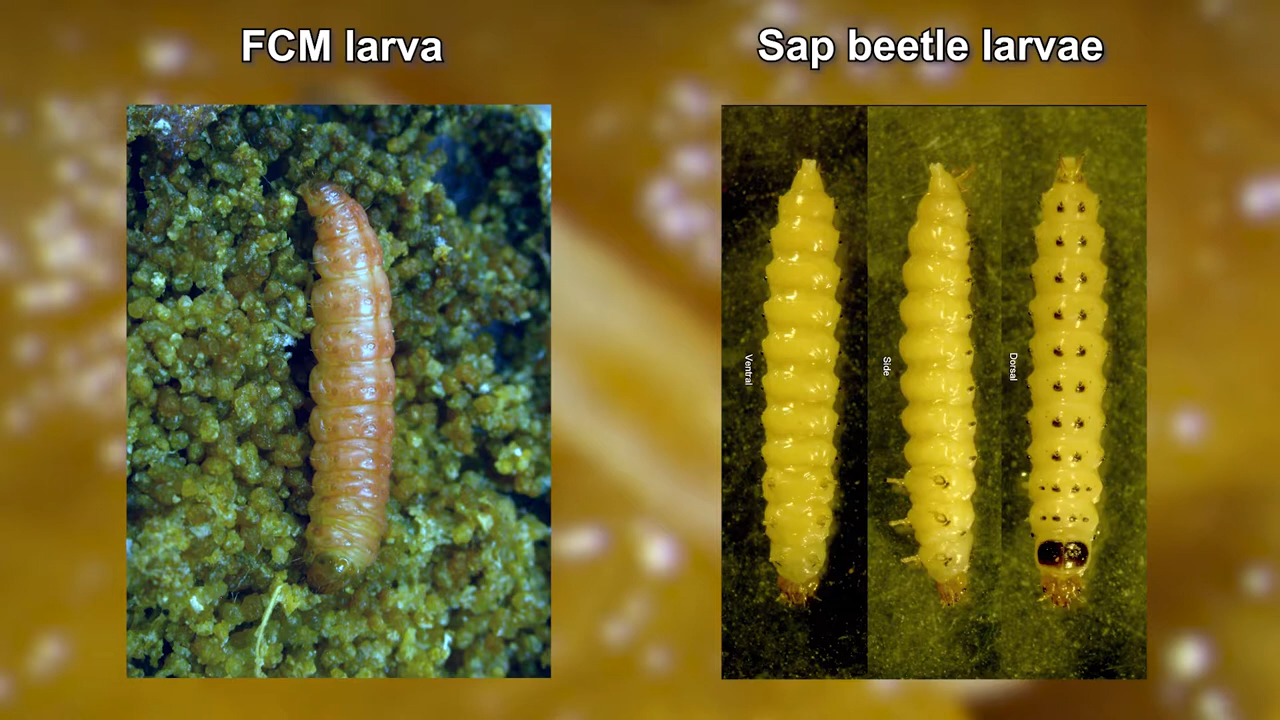 FCM larva
Sap beetle larvae
Ventral
Side
Dorsal